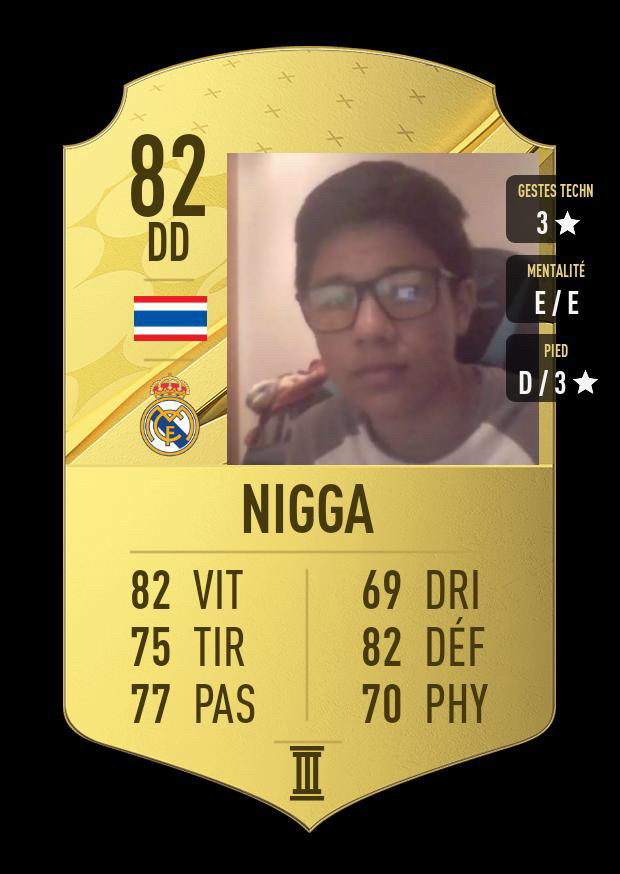 82
DD
GESTES TECHN
3 ★
MENTALITÉ
E / E
PIED
D / 3 ★
NIGGA
82 VIT 69 DRI
75 TIR 82 DÉF
77 PAS 70 PHY